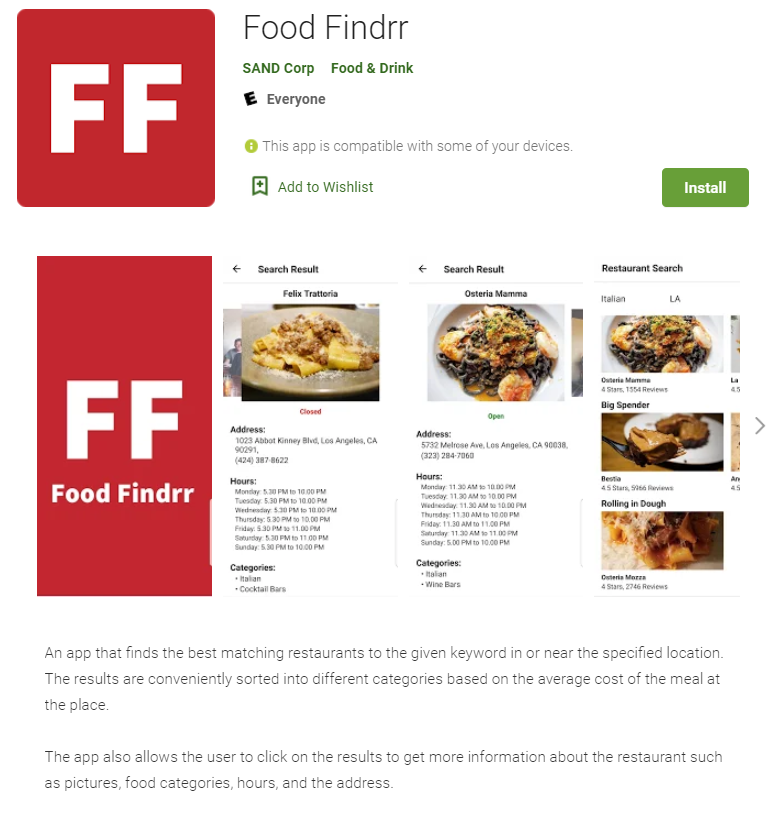 FF
Food Findrr
SAND Corp Food & Drink
E Everyone
This app is compatible with some of your devices.
Add to Wishlist
Install
FF
Food Findrr
Search Result
Felix Trattoria
Closed
Address:
1023 Abbot Kinney Blvd, Los Angeles, CA
90291,
(424) 387-8622
Hours:
Monday: 5.30 PM to 10.00 PM
Tuesday: 5.30 PM to 10.00 PM
Wednesday: 5.30 PM to 10.00 PM
Thursday: 5.30 PM to 10.00 PM
Friday: 5.30 PM to 11.00 PM
Saturday: 5.30 PM to 11.00 PM
Sunday: 5.30 PM to 10.00 PM
Categories:
• Italian
• Cocktail Bars
Search Result
Osteria Mamma
Open
Address:
5732 Melrose Ave, Los Angeles, CA 90038,
(323) 284-7060
Hours:
Monday: 11.30 AM to 10.00 PM
Tuesday: 11.30 AM to 10.00 PM
Wednesday: 11.30 AM to 10.00 PM
Thursday: 11.30 AM to 10.00 PM
Friday: 11.30 AM to 11.00 PM
Saturday: 11.30 AM to 11.00 PM
Sunday: 5.00 PM to 10.00 PM
Categories:
• Italian
• Wine Bars
Restaurant Search
Italian LA
Osteria Mamma La
4 Stars, 1554 Reviews 4.5
Big Spender
Bestia An
4.5 Stars, 5966 Reviews 4.5
Rolling in Dough
Osteria Mozza
4 Stars, 2746 Reviews
An app that finds the best matching restaurants to the given keyword in or near the specified location.
The results are conveniently sorted into different categories based on the average cost of the meal at
the place.
The app also allows the user to click on the results to get more information about the restaurant such
as pictures, food categories, hours, and the address.